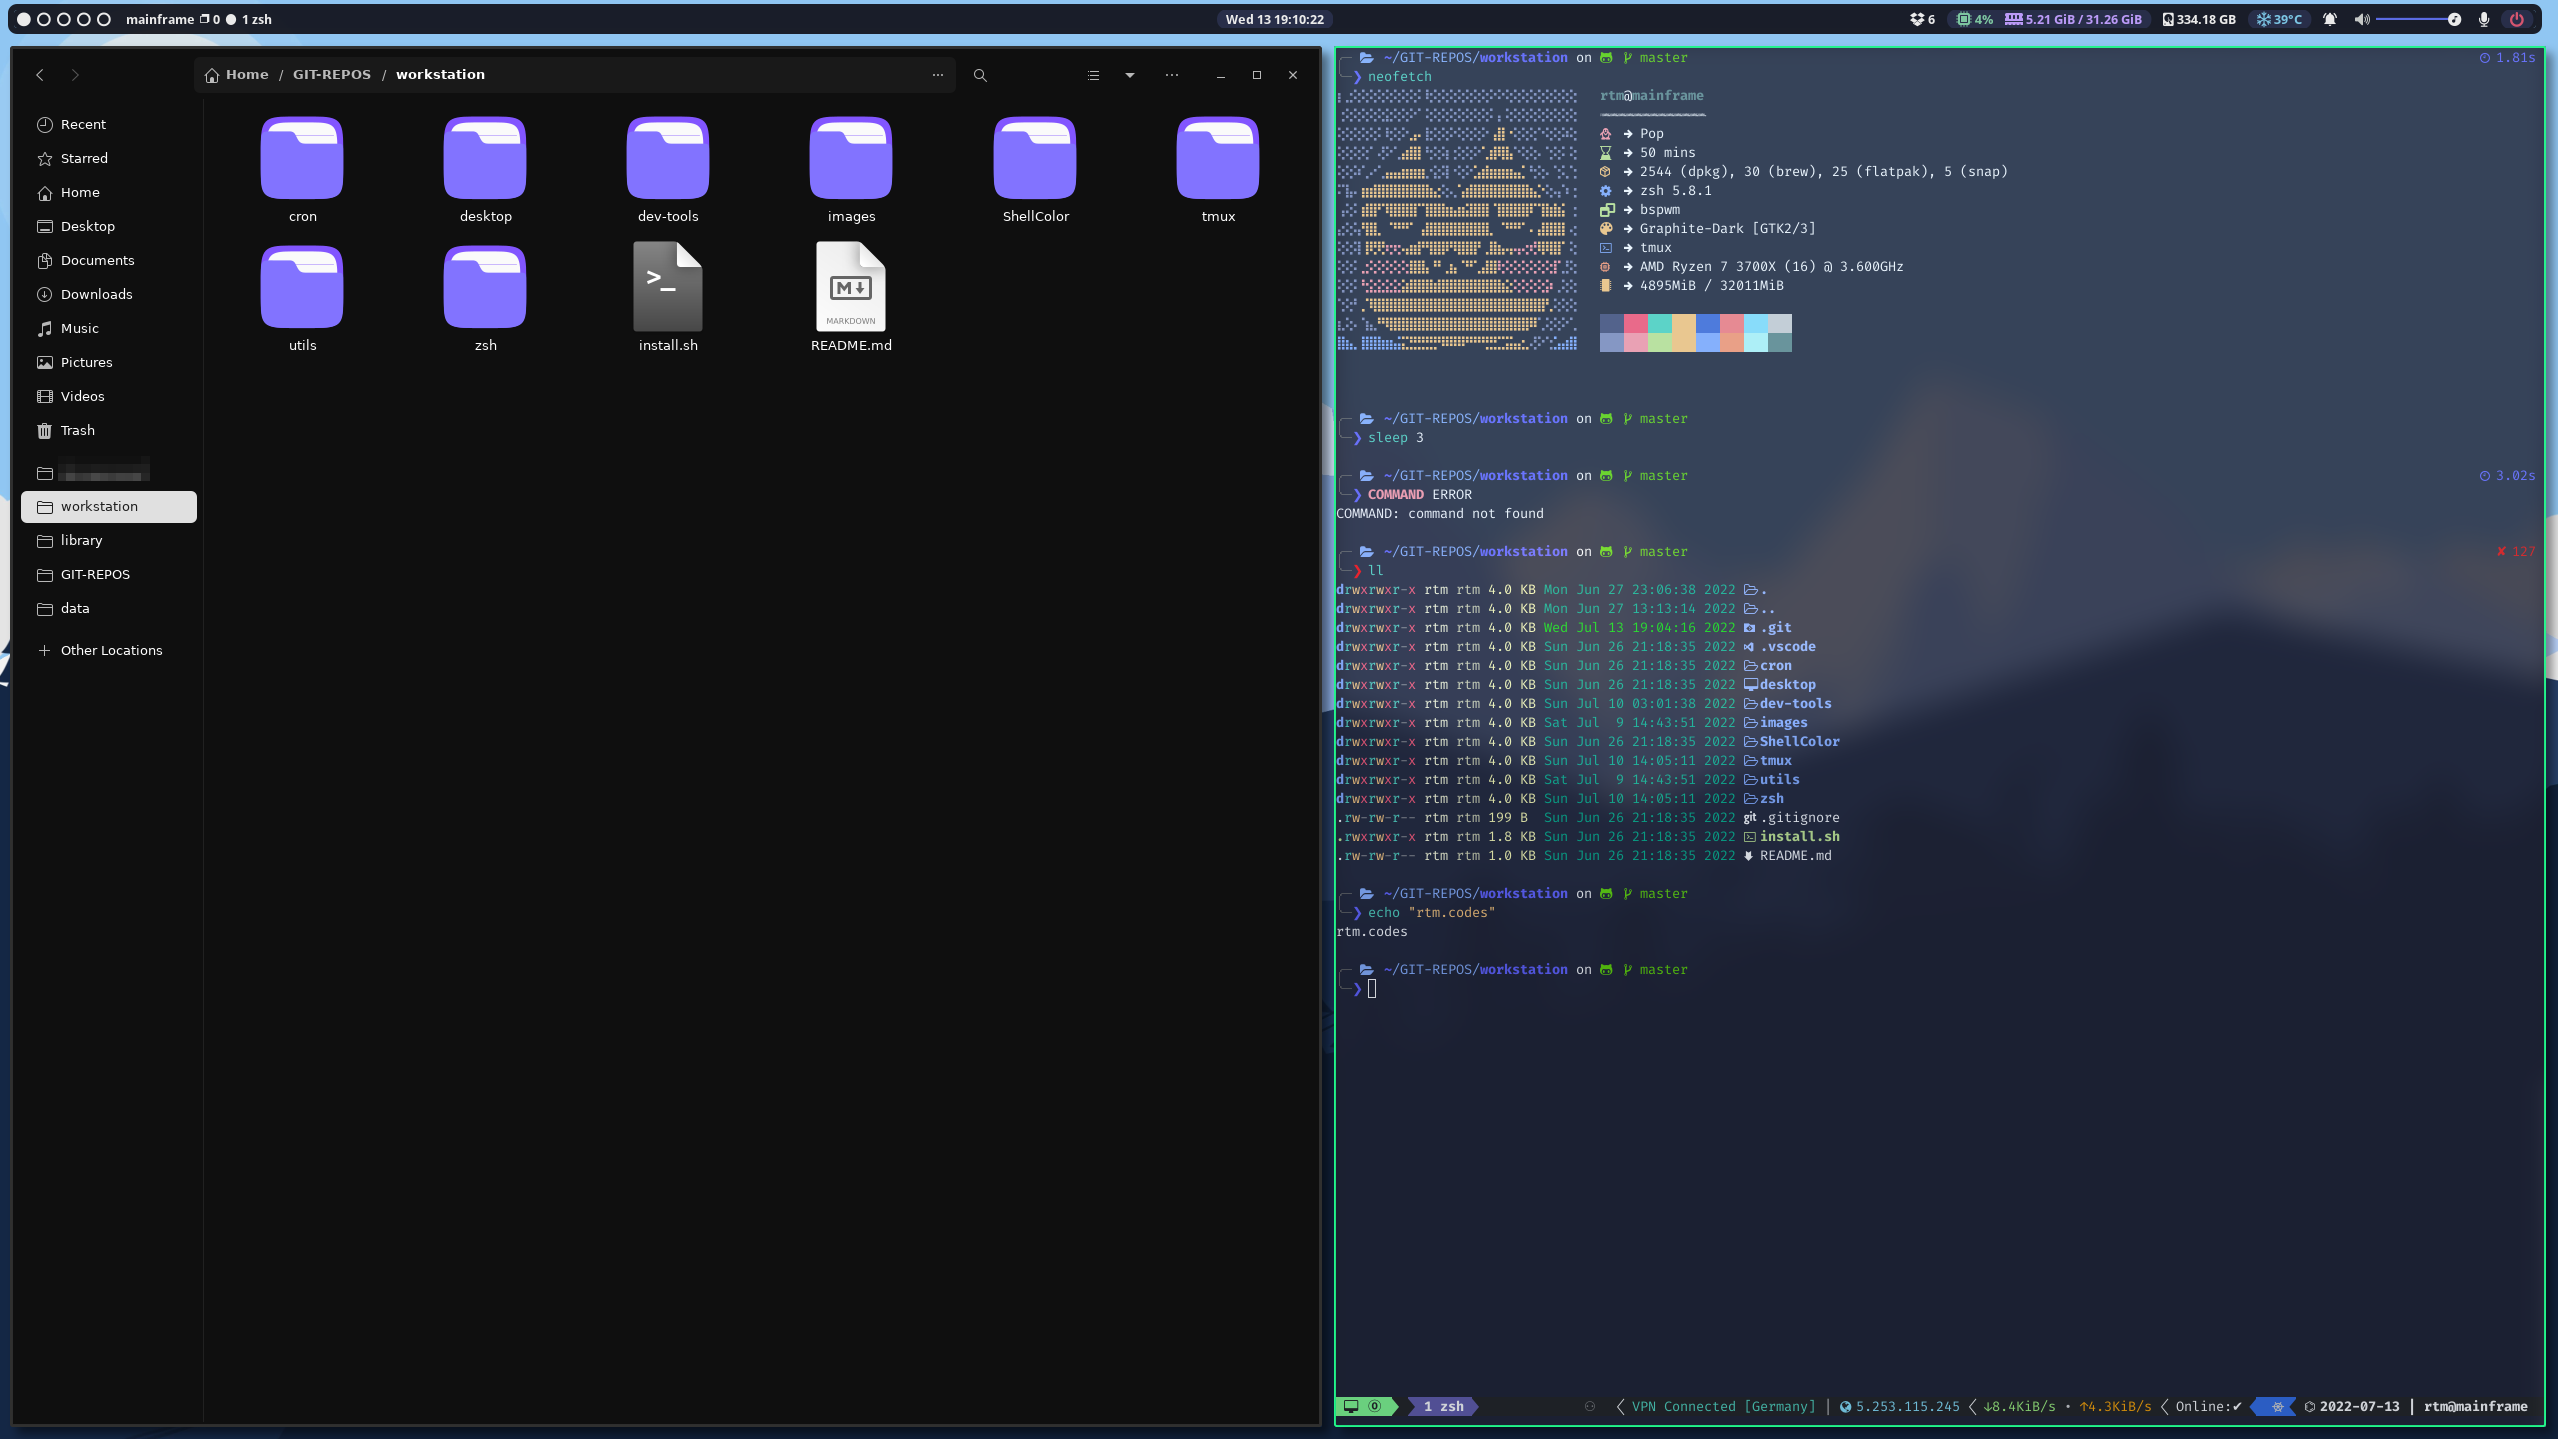 mainframe 0 1 zsh
Wed 13 19:10:22
6 4% 5.21 GiB / 31.26 GiB 334.18 GB 39°C
Home / GIT-REPOS / workstation
Recent
Starred
Home
Desktop
Documents
Downloads
Music
Pictures
Videos
Trash
workstation
library
GIT-REPOS
data
+ Other Locations
cron desktop dev-tools images ShellColor tmux
>_ M MARKDOWN
utils zsh install.sh README.md
~/GIT-REPOS/workstation on master 1.81s
❯ neofetch
rtm@mainframe
➜ Pop
➜ 50 mins
➜ 2544 (dpkg), 30 (brew), 25 (flatpak), 5 (snap)
➜ zsh 5.8.1
➜ bspwm
➜ Graphite-Dark [GTK2/3]
➜ tmux
➜ AMD Ryzen 7 3700X (16) @ 3.600GHz
➜ 4895MiB / 32011MiB
~/GIT-REPOS/workstation on master
❯ sleep 3
~/GIT-REPOS/workstation on master 3.02s
❯ COMMAND ERROR
COMMAND: command not found
~/GIT-REPOS/workstation on master ✘ 127
❯ ll
drwxrwxr-x rtm rtm 4.0 KB Mon Jun 27 23:06:38 2022 .
drwxrwxr-x rtm rtm 4.0 KB Mon Jun 27 13:13:14 2022 ..
drwxrwxr-x rtm rtm 4.0 KB Wed Jul 13 19:04:16 2022 .git
drwxrwxr-x rtm rtm 4.0 KB Sun Jun 26 21:18:35 2022 .vscode
drwxrwxr-x rtm rtm 4.0 KB Sun Jun 26 21:18:35 2022 cron
drwxrwxr-x rtm rtm 4.0 KB Sun Jun 26 21:18:35 2022 desktop
drwxrwxr-x rtm rtm 4.0 KB Sun Jul 10 03:01:38 2022 dev-tools
drwxrwxr-x rtm rtm 4.0 KB Sat Jul  9 14:43:51 2022 images
drwxrwxr-x rtm rtm 4.0 KB Sun Jun 26 21:18:35 2022 ShellColor
drwxrwxr-x rtm rtm 4.0 KB Sun Jul 10 14:05:11 2022 tmux
drwxrwxr-x rtm rtm 4.0 KB Sat Jul  9 14:43:51 2022 utils
drwxrwxr-x rtm rtm 4.0 KB Sun Jul 10 14:05:11 2022 zsh
.rw-rw-r-- rtm rtm 199 B  Sun Jun 26 21:18:35 2022 git .gitignore
.rwxrwxr-x rtm rtm 1.8 KB Sun Jun 26 21:18:35 2022 install.sh
.rw-rw-r-- rtm rtm 1.0 KB Sun Jun 26 21:18:35 2022 README.md
~/GIT-REPOS/workstation on master
❯ echo "rtm.codes"
rtm.codes
~/GIT-REPOS/workstation on master
❯
0 1 zsh VPN Connected [Germany] | 5.253.115.245 ↓8.4KiB/s • ↑4.3KiB/s Online:✔ 2022-07-13 | rtm@mainframe